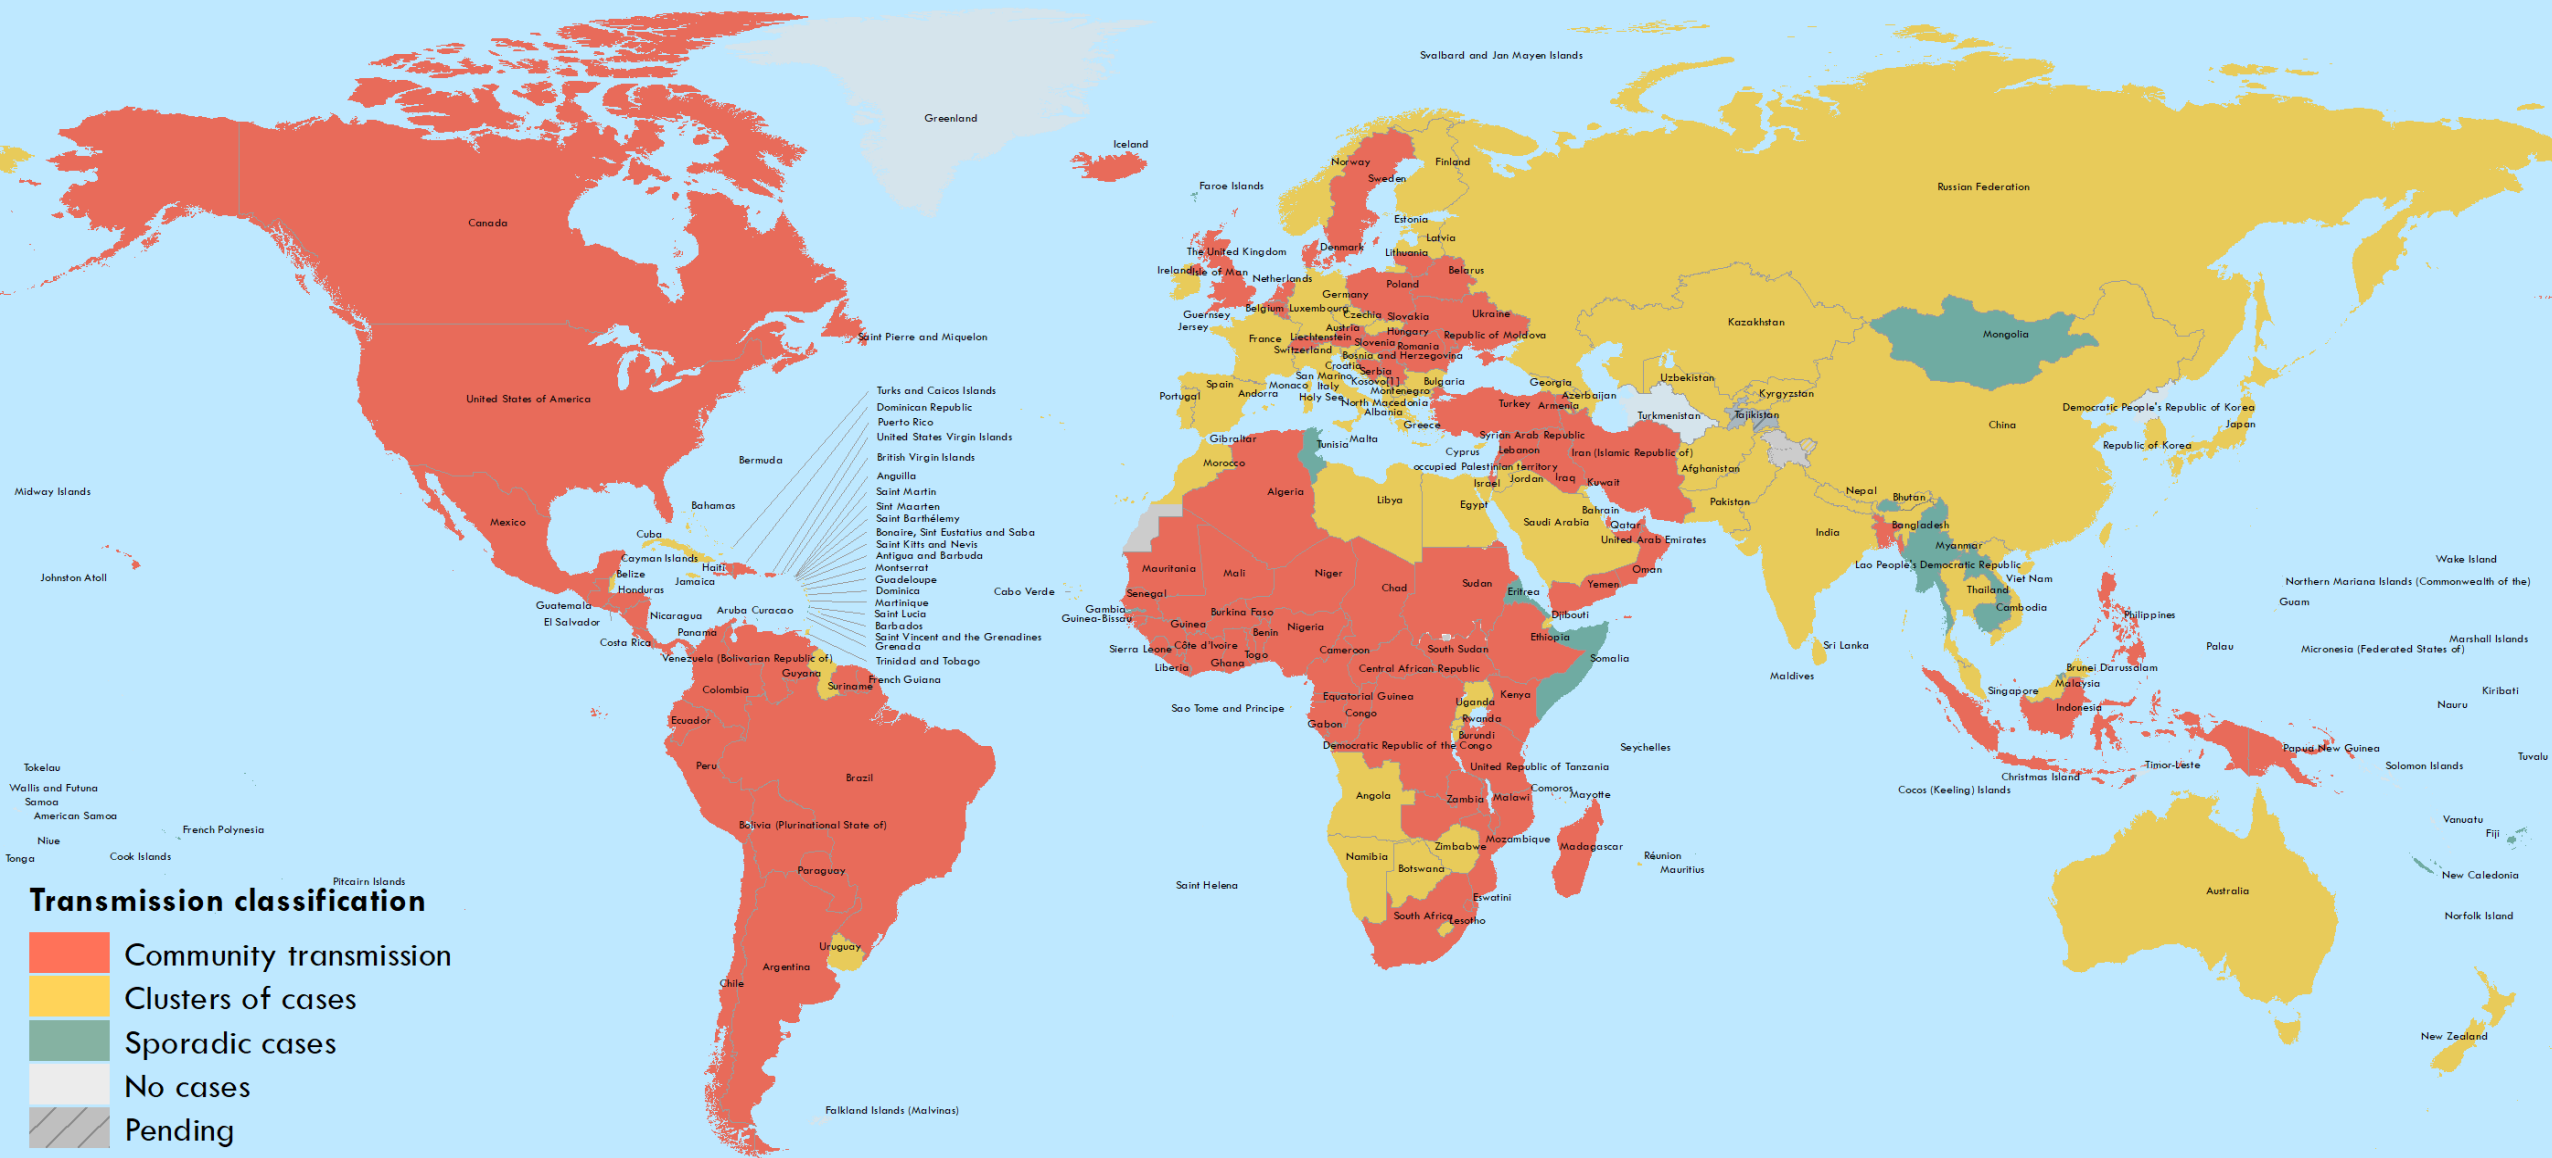 Svalbard and Jan Mayen Islands
Greenland
Iceland
Faroe Islands
Norway
Finland
Sweden
Russian Federation
Canada
Estonia
Latvia
Denmark
Lithuania
The United Kingdom
Ireland
Isle of Man
Netherlands
Belarus
Poland
Germany
Belgium
Luxembourg
Guernsey
Czechia
Slovakia
Ukraine
Jersey
Austria
Hungary
Republic of Moldova
France
Liechtenstein
Slovenia
Romania
Switzerland
Bosnia and Herzegovina
Croatia
Serbia
San Marino
Kosovo[1]
Bulgaria
Spain
Monaco
Italy
Andorra
Montenegro
Portugal
Holy See
North Macedonia
Albania
Greece
Gibraltar
Malta
Kazakhstan
Mongolia
Uzbekistan
Georgia
Kyrgyzstan
Azerbaijan
Armenia
Turkey
Turkmenistan
Tajikistan
Democratic People's Republic of Korea
China
Japan
Republic of Korea
Saint Pierre and Miquelon
United States of America
Turks and Caicos Islands
Dominican Republic
Puerto Rico
United States Virgin Islands
British Virgin Islands
Anguilla
Saint Martin
Sint Maarten
Saint Barthélemy
Bonaire, Sint Eustatius and Saba
Saint Kitts and Nevis
Antigua and Barbuda
Montserrat
Guadeloupe
Dominica
Martinique
Saint Lucia
Barbados
Saint Vincent and the Grenadines
Grenada
Trinidad and Tobago
Bermuda
Bahamas
Midway Islands
Mexico
Cuba
Cayman Islands
Haiti
Jamaica
Belize
Honduras
Johnston Atoll
Guatemala
El Salvador
Nicaragua
Aruba
Curacao
Panama
Costa Rica
Venezuela (Bolivarian Republic of)
Guyana
Suriname
French Guiana
Colombia
Ecuador
Peru
Brazil
Bolivia (Plurinational State of)
Paraguay
Uruguay
Argentina
Chile
Falkland Islands (Malvinas)
Tunisia
Syrian Arab Republic
Cyprus
Lebanon
Iran (Islamic Republic of)
occupied Palestinian territory
Afghanistan
Israel
Jordan
Iraq
Kuwait
Morocco
Algeria
Libya
Egypt
Pakistan
Nepal
Bhutan
Bahrain
Saudi Arabia
Qatar
India
Bangladesh
United Arab Emirates
Myanmar
Oman
Lao People's Democratic Republic
Yemen
Viet Nam
Thailand
Cambodia
Philippines
Wake Island
Northern Mariana Islands (Commonwealth of the)
Guam
Cabo Verde
Mauritania
Mali
Niger
Chad
Sudan
Eritrea
Senegal
Gambia
Guinea-Bissau
Burkina Faso
Djibouti
Guinea
Nigeria
Benin
Ethiopia
Sierra Leone
Côte d'Ivoire
Togo
Cameroon
South Sudan
Liberia
Ghana
Central African Republic
Somalia
Sri Lanka
Maldives
Palau
Marshall Islands
Micronesia (Federated States of)
Brunei Darussalam
Malaysia
Singapore
Indonesia
Kiribati
Nauru
Equatorial Guinea
Uganda
Kenya
Sao Tome and Principe
Congo
Gabon
Rwanda
Burundi
Democratic Republic of the Congo
Seychelles
United Republic of Tanzania
Papua New Guinea
Timor-Leste
Solomon Islands
Tuvalu
Christmas Island
Cocos (Keeling) Islands
Comoros
Mayotte
Angola
Zambia
Malawi
Mozambique
Zimbabwe
Madagascar
Namibia
Botswana
Réunion
Mauritius
Saint Helena
Eswatini
South Africa
Lesotho
Vanuatu
Fiji
New Caledonia
Australia
Norfolk Island
New Zealand
Tokelau
Wallis and Futuna
Samoa
American Samoa
French Polynesia
Niue
Tonga
Cook Islands
Pitcairn Islands
Transmission classification
Community transmission
Clusters of cases
Sporadic cases
No cases
Pending